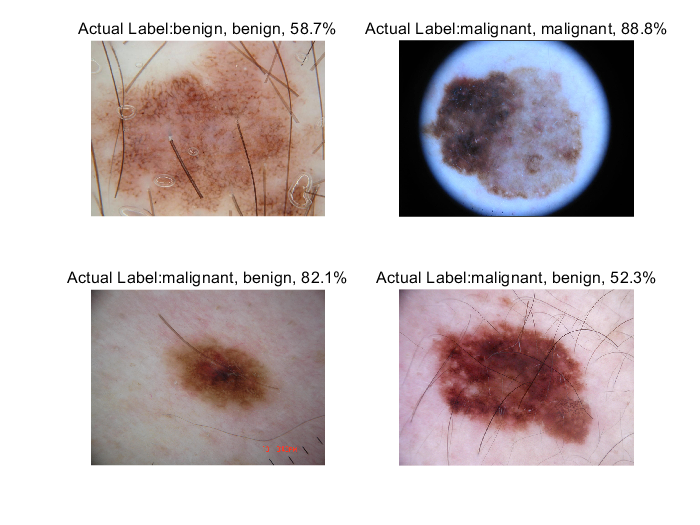 Actual Label:benign, benign, 58.7%
Actual Label:malignant, malignant, 88.8%
Actual Label:malignant, benign, 82.1%
Actual Label:malignant, benign, 52.3%